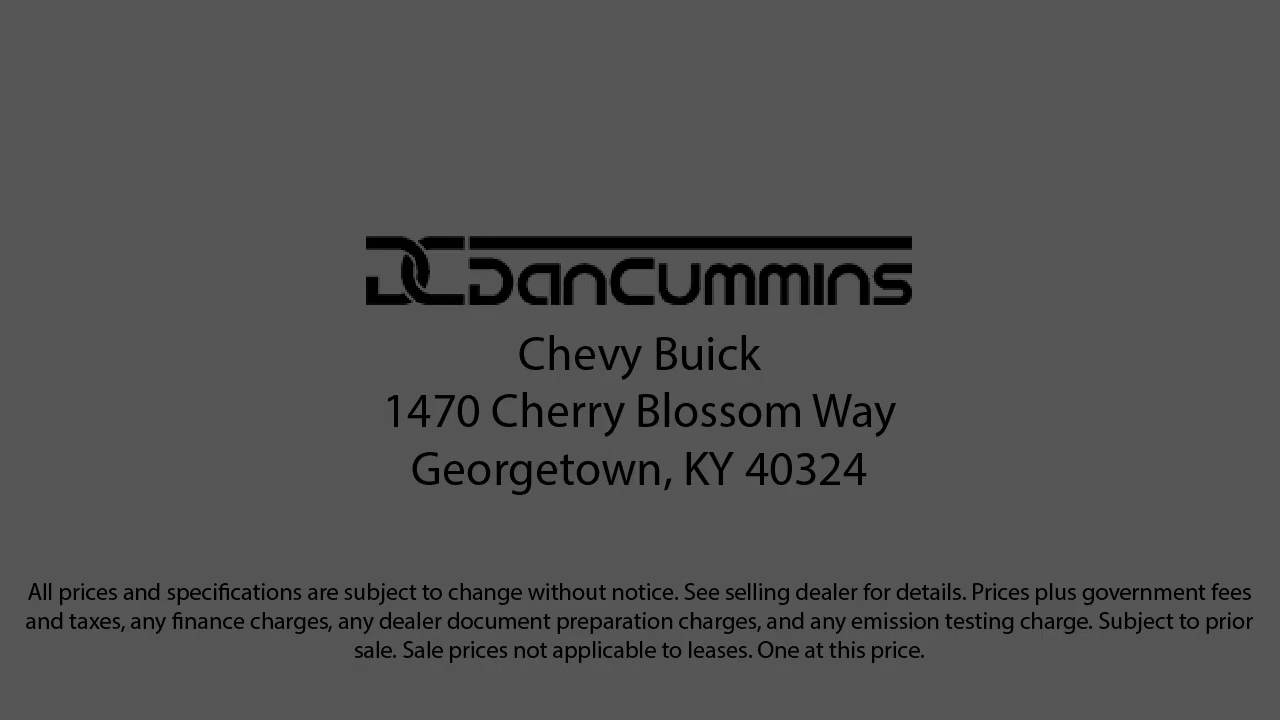 DC DanCummins
Chevy Buick
1470 Cherry Blossom Way
Georgetown, KY 40324
All prices and specifications are subject to change without notice. See selling dealer for details. Prices plus government fees
and taxes, any finance charges, any dealer document preparation charges, and any emission testing charge. Subject to prior
sale. Sale prices not applicable to leases. One at this price.